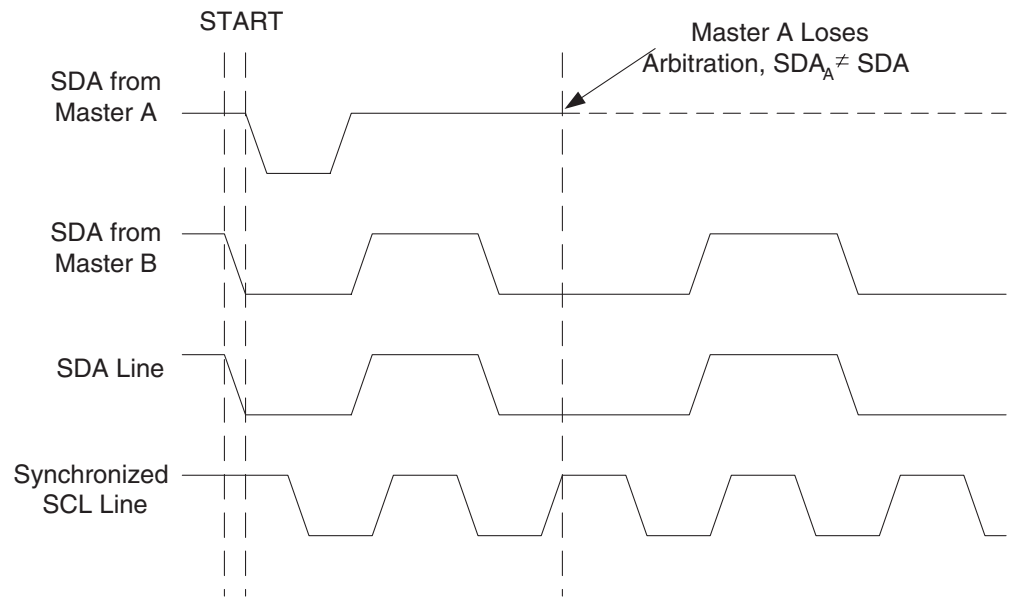 START
Master A Loses
Arbitration, SDA_A ≠ SDA
SDA from
Master A
SDA from
Master B
SDA Line
Synchronized
SCL Line